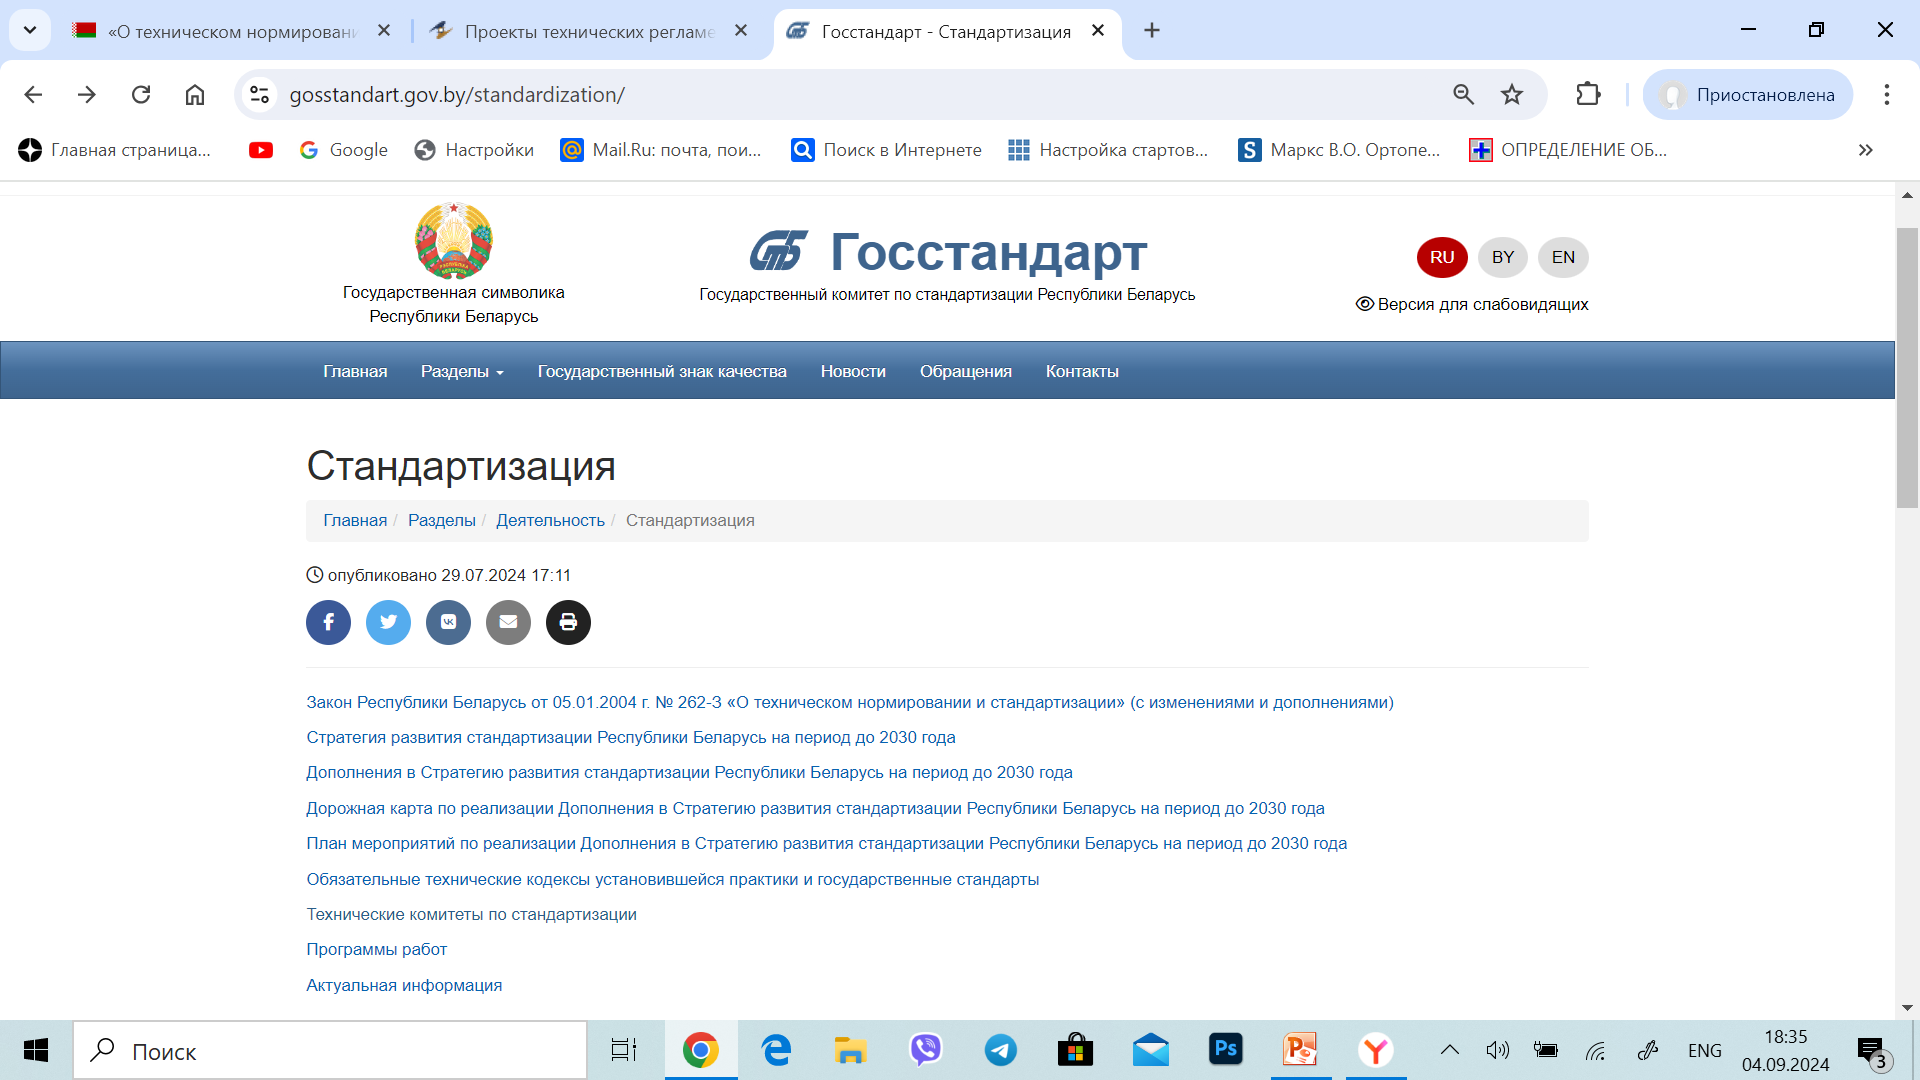 «О техническом нормировани
Проекты технических регламе
Госстандарт - Стандартизация
gosstandart.gov.by/standardization/
Приостановлена
Главная страница...
Google
Настройки
Mail.Ru: почта, пои...
Поиск в Интернете
Настройка стартов...
S
Маркс В.О. Ортопе...
ОПРЕДЕЛЕНИЕ ОБ...
Государственная символика
Республики Беларусь
Госстандарт
Государственный комитет по стандартизации Республики Беларусь
RU
BY
EN
Версия для слабовидящих
Главная
Разделы
Государственный знак качества
Новости
Обращения
Контакты
Стандартизация
Главная / Разделы / Деятельность / Стандартизация
опубликовано 29.07.2024 17:11
Закон Республики Беларусь от 05.01.2004 г. № 262-З «О техническом нормировании и стандартизации» (с изменениями и дополнениями)
Стратегия развития стандартизации Республики Беларусь на период до 2030 года
Дополнения в Стратегию развития стандартизации Республики Беларусь на период до 2030 года
Дорожная карта по реализации Дополнения в Стратегию развития стандартизации Республики Беларусь на период до 2030 года
План мероприятий по реализации Дополнения в Стратегию развития стандартизации Республики Беларусь на период до 2030 года
Обязательные технические кодексы установившейся практики и государственные стандарты
Технические комитеты по стандартизации
Программы работ
Актуальная информация
Поиск
Ps
ENG
18:35
04.09.2024
3